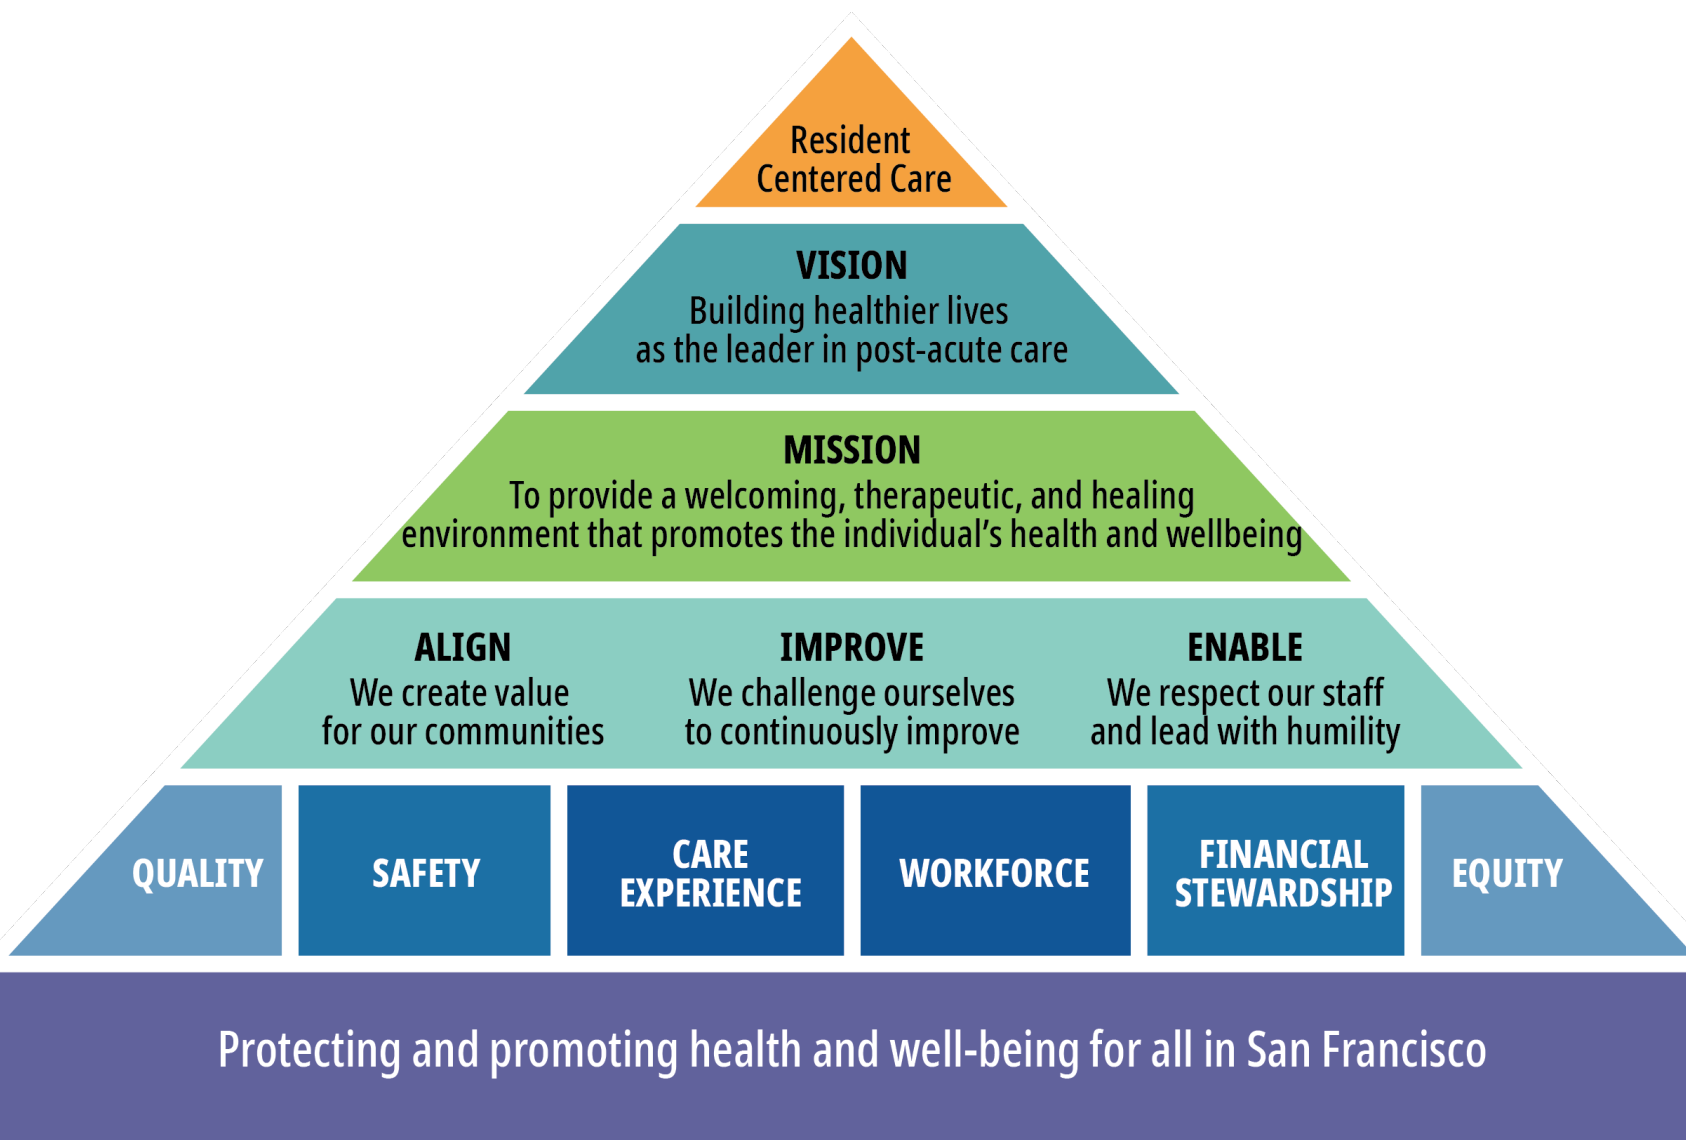 Resident
Centered Care
VISION
Building healthier lives
as the leader in post-acute care
MISSION
To provide a welcoming, therapeutic, and healing
environment that promotes the individual’s health and wellbeing
ALIGN
We create value
for our communities
IMPROVE
We challenge ourselves
to continuously improve
ENABLE
We respect our staff
and lead with humility
QUALITY
SAFETY
CARE
EXPERIENCE
WORKFORCE
FINANCIAL
STEWARDSHIP
EQUITY
Protecting and promoting health and well-being for all in San Francisco